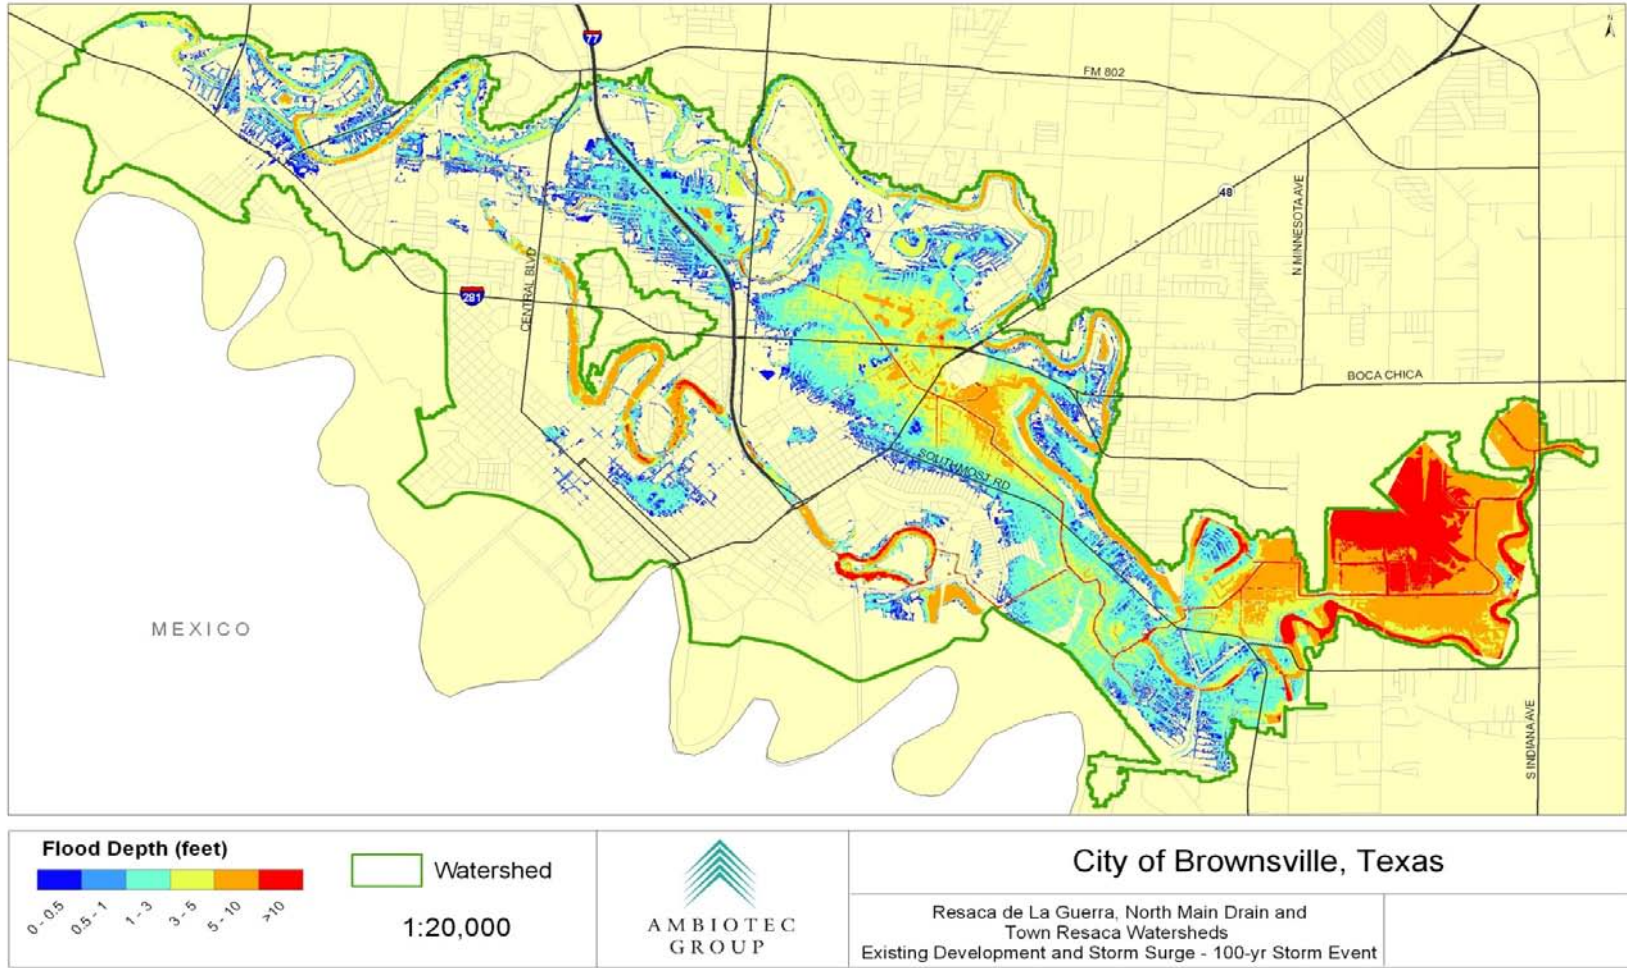 N
77
FM 802
48
N MINNESOTA AVE
CENTRAL BLVD
281
BOCA CHICA
SOUTHMOST RD
MEXICO
S INDIANA AVE
Flood Depth (feet)
0 - 0.5
0.5 - 1
1 - 3
3 - 5
5 - 10
>10
Watershed
1:20,000
AMBIOTEC
GROUP
City of Brownsville, Texas
Resaca de La Guerra, North Main Drain and
Town Resaca Watersheds
Existing Development and Storm Surge - 100-yr Storm Event